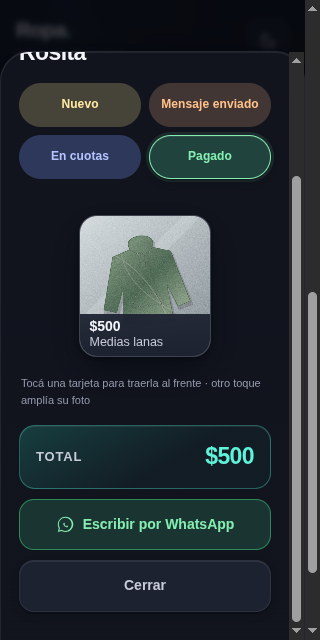 Ropa.
Rosita
Nuevo
Mensaje enviado
En cuotas
Pagado
$500
Medias lanas
Tocá una tarjeta para traerla al frente · otro toque
amplía su foto
TOTAL
$500
Escribir por WhatsApp
Cerrar